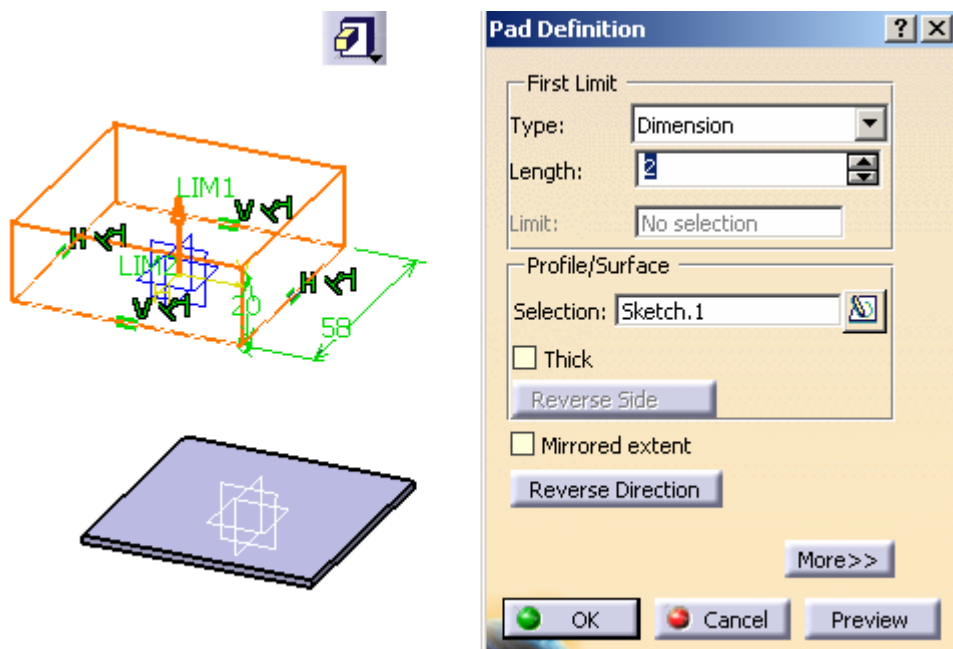 LIM1
V
H
LIM2
H
V
20
58
Pad Definition
First Limit
Type: Dimension
Length: 2
Limit: No selection
Profile/Surface
Selection: Sketch.1
Thick
Reverse Side
Mirrored extent
Reverse Direction
More>>
OK Cancel Preview